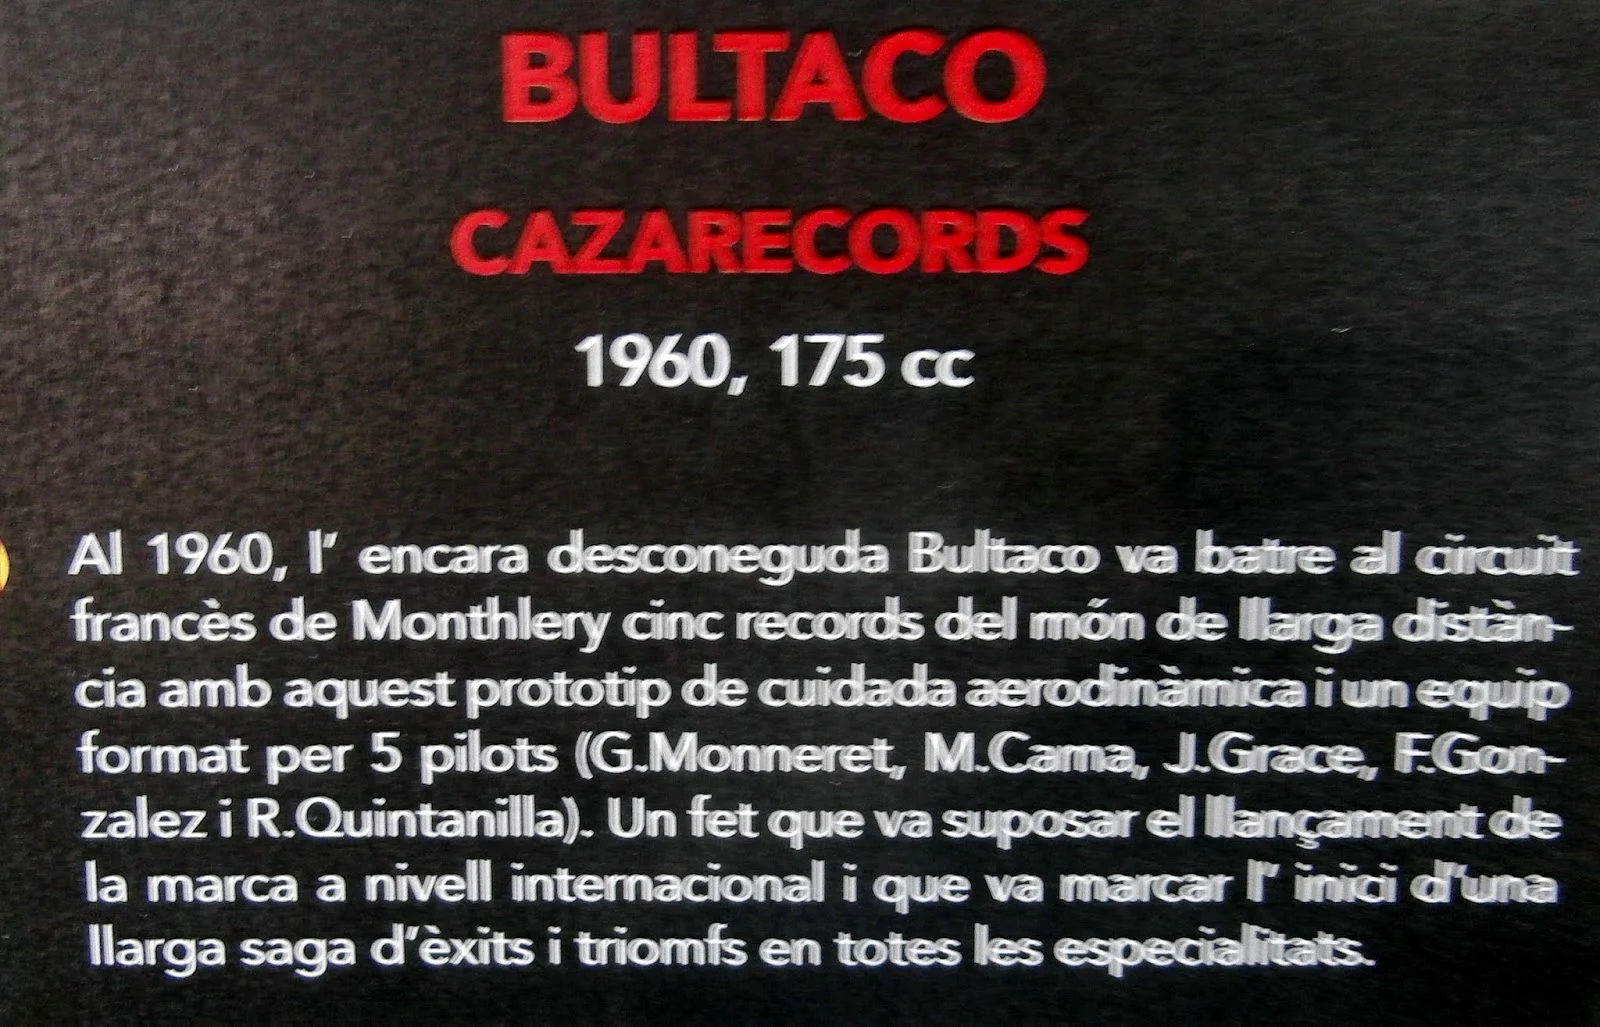 BULTACO
CAZARECORDS
1960, 175 cc
Al 1960, l' encara desconeguda Bultaco va batre al circuit
francès de Monthlery cinc records del món de llarga distàn-
cia amb aquest prototip de cuidada aerodinàmica i un equip
format per 5 pilots (G.Monneret, M.Cama, J.Grace, F.Gon-
zalez i R.Quintanilla). Un fet que va suposar el llançament de
la marca a nivell internacional i que va marcar l' inici d'una
llarga saga d'èxits i triomfs en totes les especialitats.